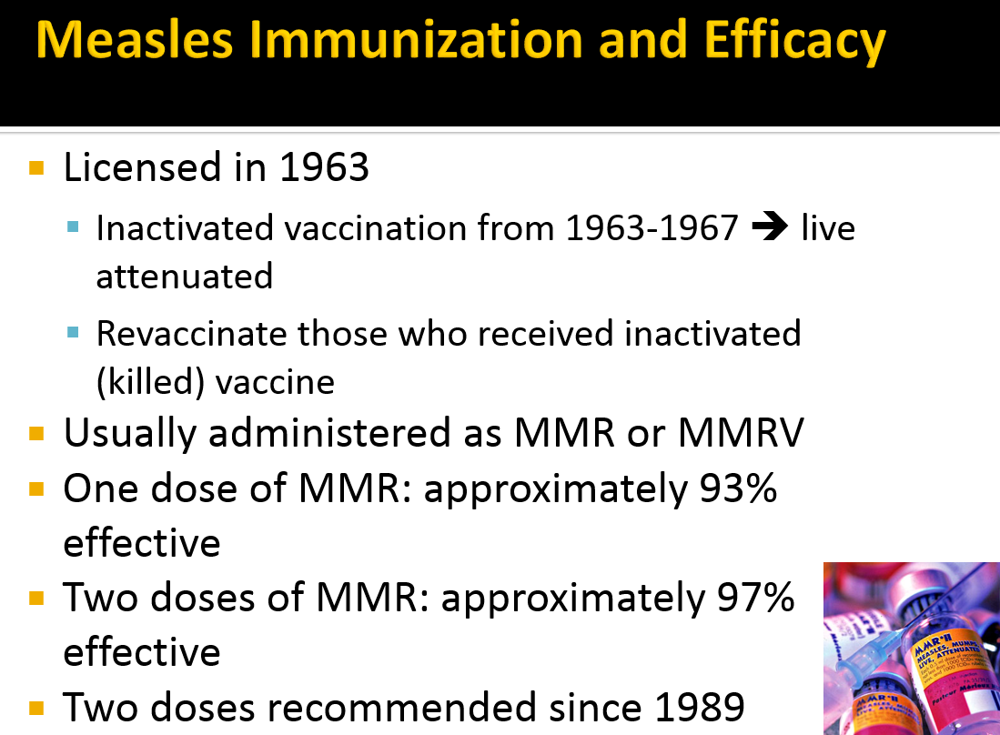 Measles Immunization and Efficacy
Licensed in 1963
Inactivated vaccination from 1963-1967 → live
attenuated
Revaccinate those who received inactivated
(killed) vaccine
Usually administered as MMR or MMRV
One dose of MMR: approximately 93%
effective
Two doses of MMR: approximately 97%
effective
Two doses recommended since 1989
MMR*II
MEASLES, MUMPS
LIVE, ATTENUATED
MMR*II